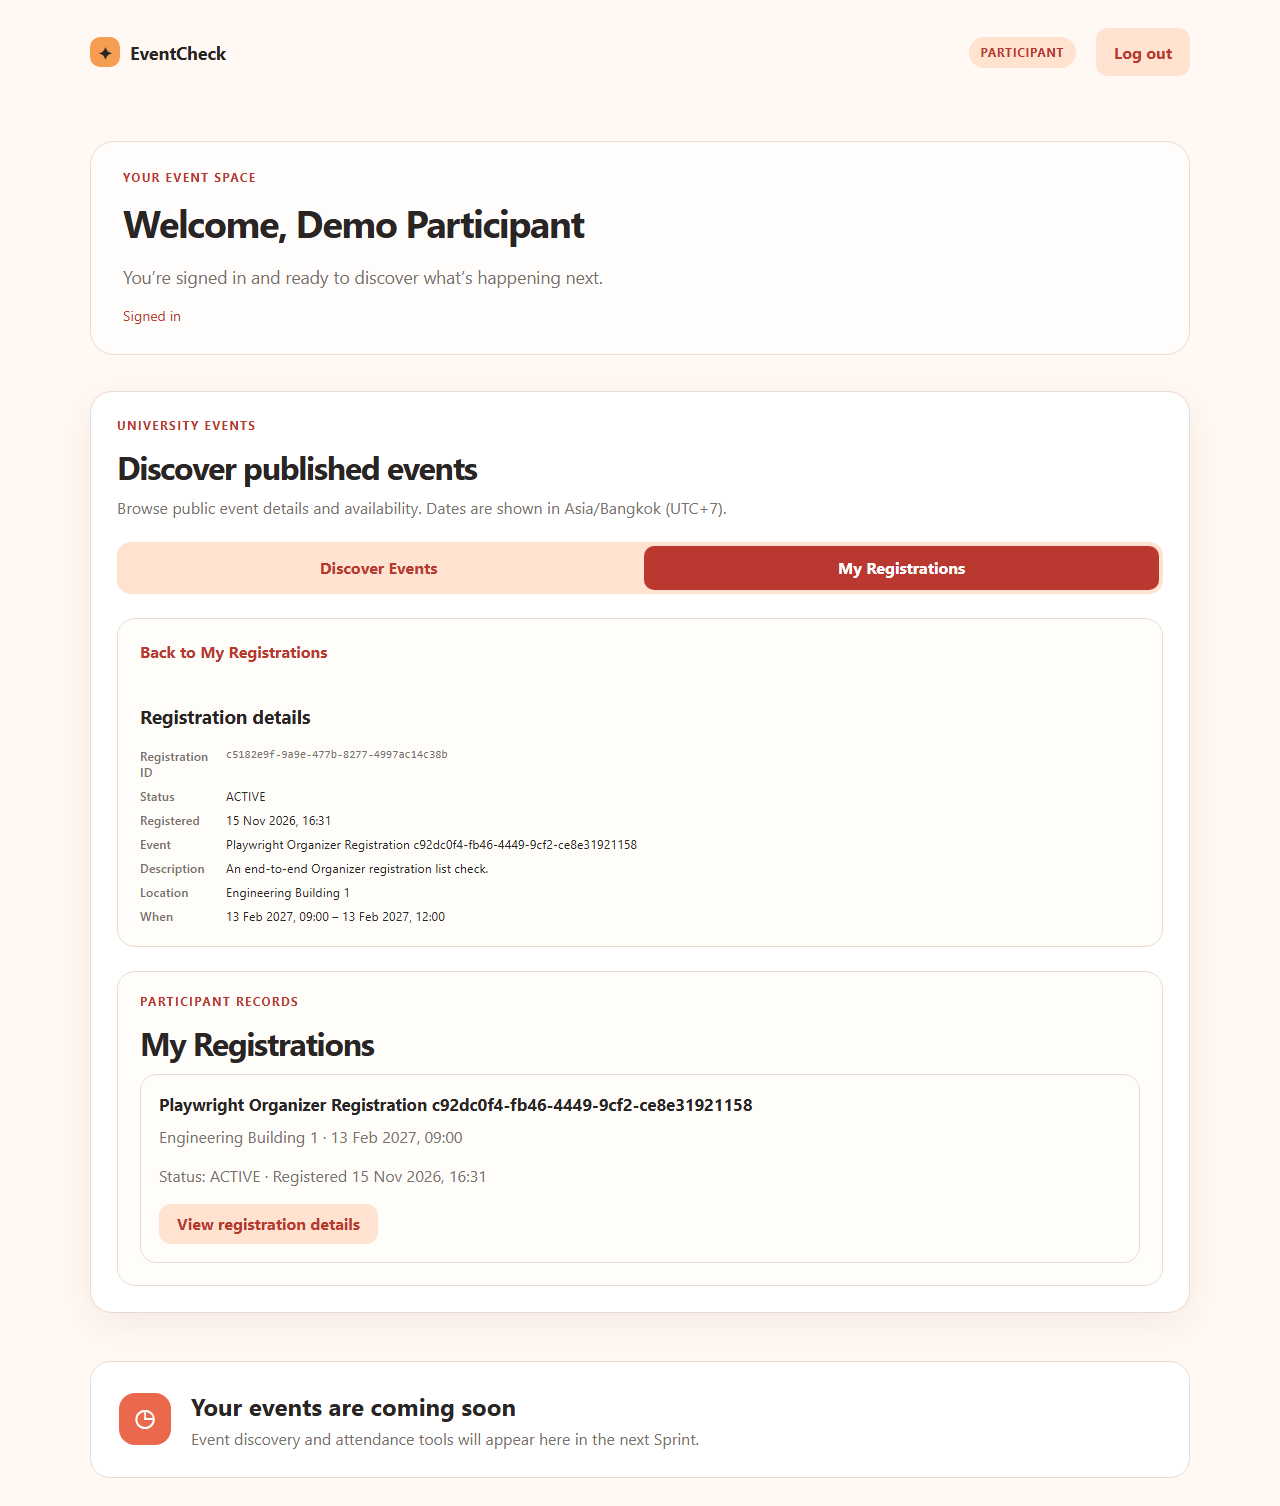 EventCheck
PARTICIPANT
Log out
YOUR EVENT SPACE
Welcome, Demo Participant
You’re signed in and ready to discover what’s happening next.
Signed in
UNIVERSITY EVENTS
Discover published events
Browse public event details and availability. Dates are shown in Asia/Bangkok (UTC+7).
Discover Events
My Registrations
Back to My Registrations
Registration details
Registration ID c5182e9f-9a9e-477b-8277-4997ac14c38b
Status ACTIVE
Registered 15 Nov 2026, 16:31
Event Playwright Organizer Registration c92dc0f4-fb46-4449-9cf2-ce8e31921158
Description An end-to-end Organizer registration list check.
Location Engineering Building 1
When 13 Feb 2027, 09:00 – 13 Feb 2027, 12:00
PARTICIPANT RECORDS
My Registrations
Playwright Organizer Registration c92dc0f4-fb46-4449-9cf2-ce8e31921158
Engineering Building 1 · 13 Feb 2027, 09:00
Status: ACTIVE · Registered 15 Nov 2026, 16:31
View registration details
Your events are coming soon
Event discovery and attendance tools will appear here in the next Sprint.